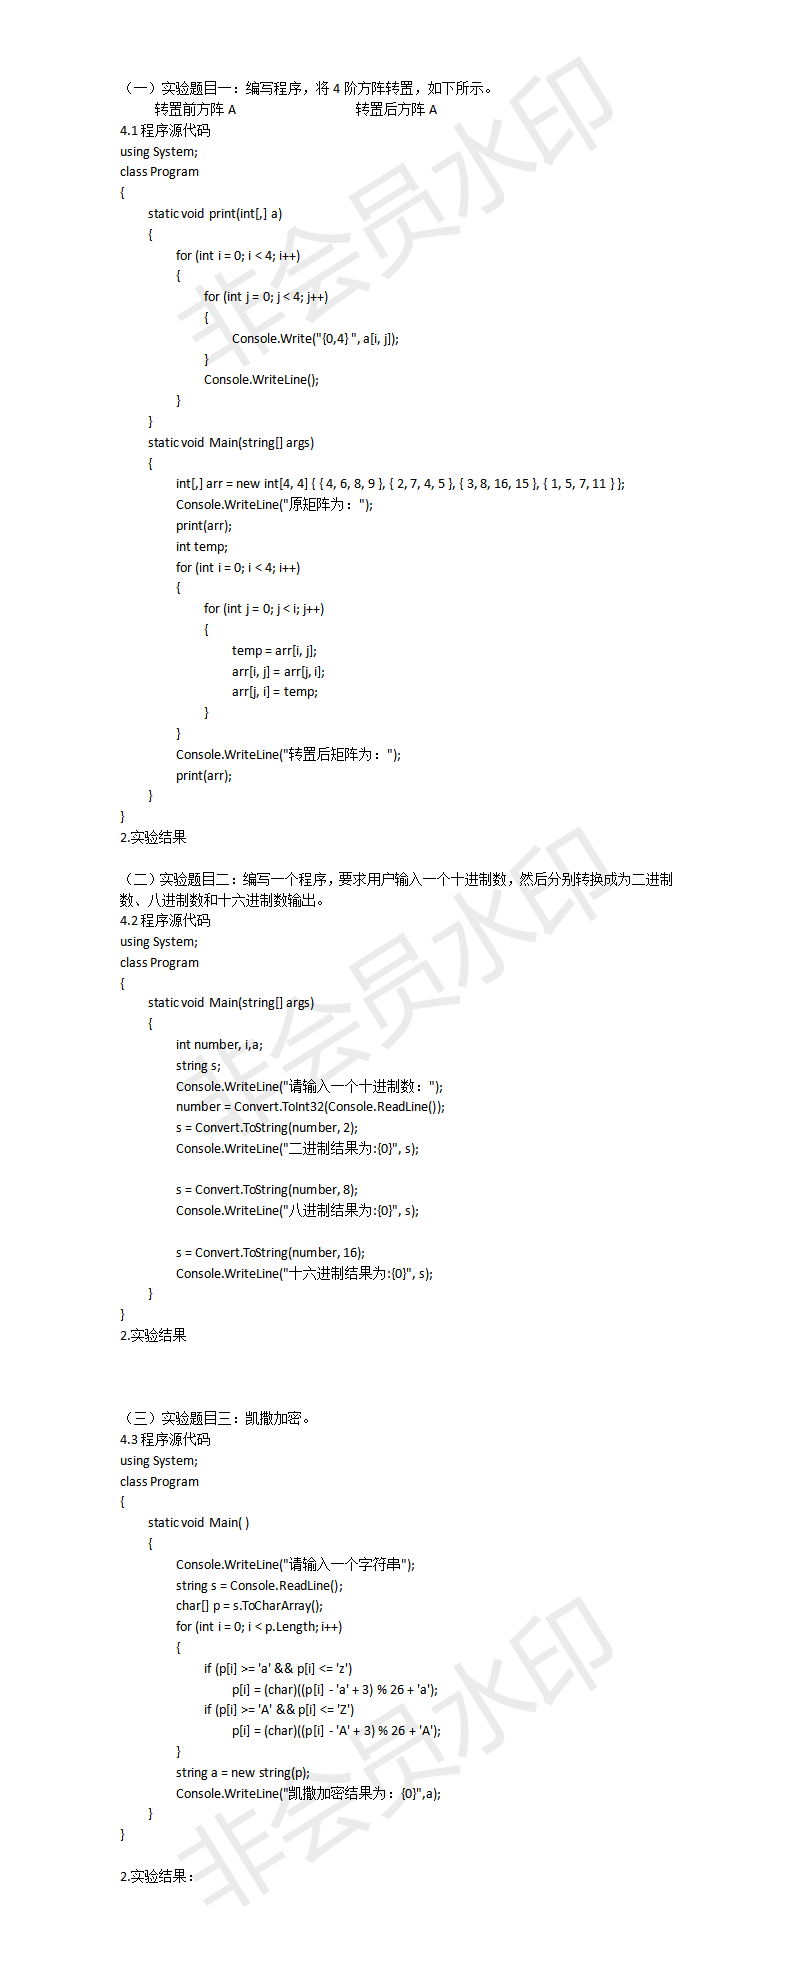 （一）实验题目一：编写程序，将 4 阶方阵转置，如下所示。
转置前方阵 A 转置后方阵 A
4.1 程序源代码
using System;
class Program
{
static void print(int[,] a)
{
for (int i = 0; i < 4; i++)
{
for (int j = 0; j < 4; j++)
{
Console.Write("{0,4} ", a[i, j]);
}
Console.WriteLine();
}
}
static void Main(string[] args)
{
int[,] arr = new int[4, 4] { { 4, 6, 8, 9 }, { 2, 7, 4, 5 }, { 3, 8, 16, 15 }, { 1, 5, 7, 11 } };
Console.WriteLine("原矩阵为：");
print(arr);
int temp;
for (int i = 0; i < 4; i++)
{
for (int j = 0; j < i; j++)
{
temp = arr[i, j];
arr[i, j] = arr[j, i];
arr[j, i] = temp;
}
}
Console.WriteLine("转置后矩阵为：");
print(arr);
}
}
2.实验结果
（二）实验题目二：编写一个程序，要求用户输入一个十进制数，然后分别转换成为二进制
数、八进制数和十六进制数输出。
4.2 程序源代码
using System;
class Program
{
static void Main(string[] args)
{
int number, i,a;
string s;
Console.WriteLine("请输入一个十进制数：");
number = Convert.ToInt32(Console.ReadLine());
s = Convert.ToString(number, 2);
Console.WriteLine("二进制结果为:{0}", s);
s = Convert.ToString(number, 8);
Console.WriteLine("八进制结果为:{0}", s);
s = Convert.ToString(number, 16);
Console.WriteLine("十六进制结果为:{0}", s);
}
}
2.实验结果
（三）实验题目三：凯撒加密。
4.3 程序源代码
using System;
class Program
{
static void Main( )
{
Console.WriteLine("请输入一个字符串");
string s = Console.ReadLine();
char[] p = s.ToCharArray();
for (int i = 0; i < p.Length; i++)
{
if (p[i] >= 'a' && p[i] <= 'z')
p[i] = (char)((p[i] - 'a' + 3) % 26 + 'a');
if (p[i] >= 'A' && p[i] <= 'Z')
p[i] = (char)((p[i] - 'A' + 3) % 26 + 'A');
}
string a = new string(p);
Console.WriteLine("凯撒加密结果为：{0}",a);
}
}
2.实验结果：
非会员水印
非会员水印
非会员水印